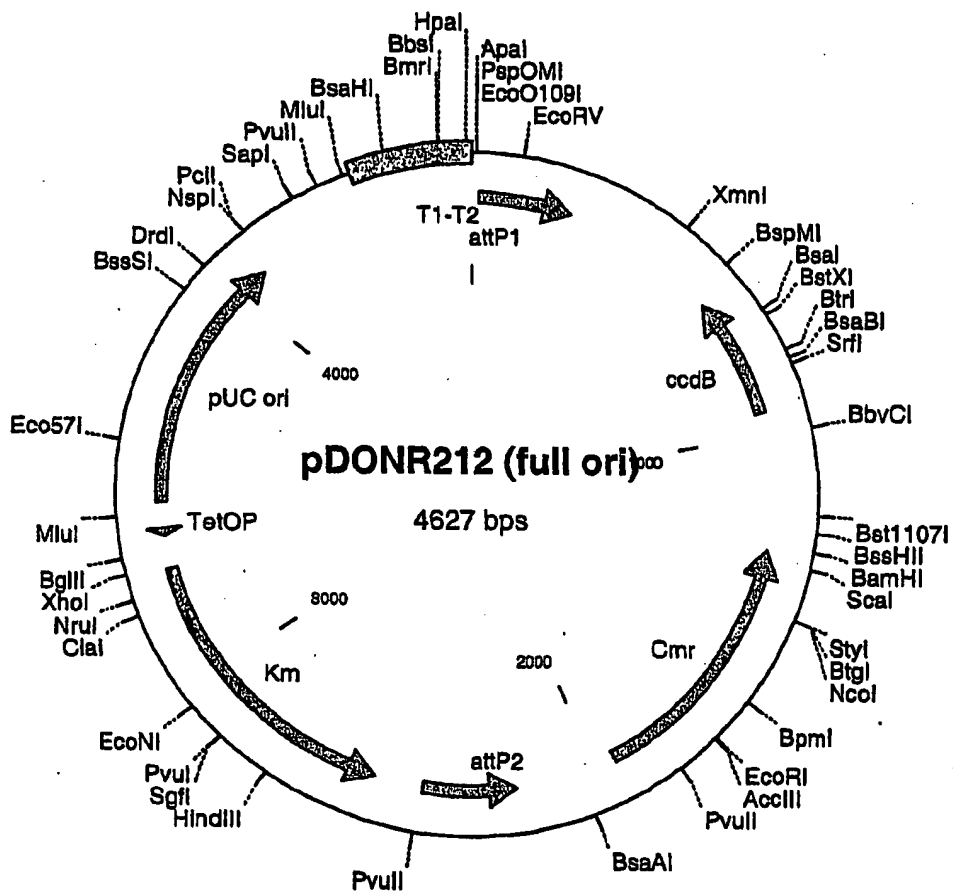 HpaI
BbsI
BmrI
BsaHI
MluI
PvuII
SapI
PciI
NspI
DrdI
BssSI
Eco57I
MluI
BglII
XhoI
NruI
ClaI
EcoNI
PvuI
SgfI
HindIII
PvuII
ApaI
PspOMI
EcoO109I
EcoRV
XmnI
BspMI
BsaI
BstXI
BtrI
BsaBI
SrfI
BbvCI
Bst1107I
BssHII
BamHI
ScaI
StyI
BtgI
NcoI
BpmI
EcoRI
AccIII
PvuII
BsaAI
T1-T2
attP1
ccdB
4000
pUC ori
pDONR212 (full ori)
000
4627 bps
TetOP
3000
Km
2000
Cmr
attP2